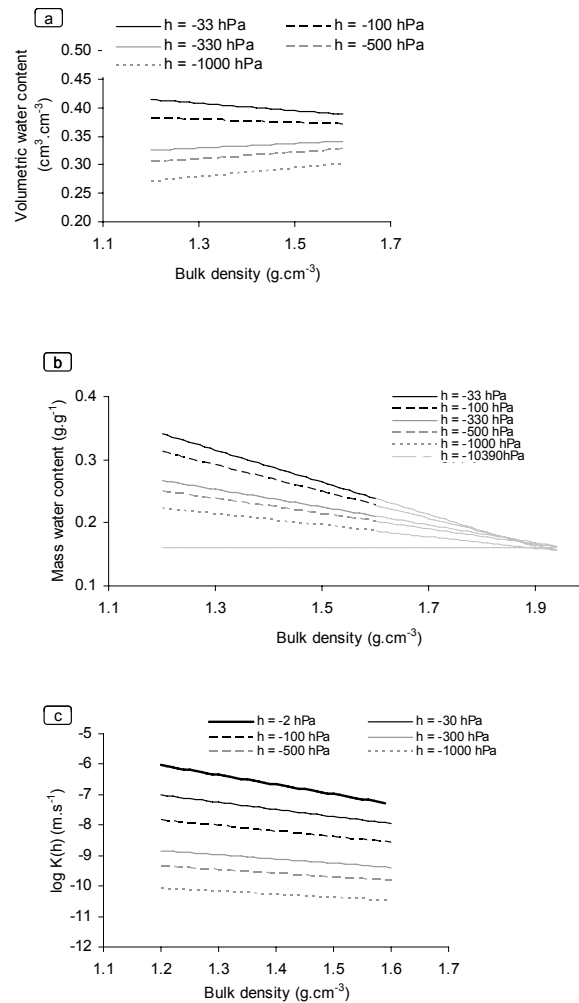 a
h = -33 hPa
h = -100 hPa
h = -330 hPa
h = -500 hPa
h = -1000 hPa
Volumetric water content
(cm³.cm⁻³)
0.50
0.45
0.40
0.35
0.30
0.25
0.20
1.1
1.3
1.5
1.7
Bulk density (g.cm⁻³)
b
h = -33 hPa
h = -100 hPa
h = -330 hPa
h = -500 hPa
h = -1000 hPa
h = -10390hPa
Mass water content (g.g⁻¹)
0.4
0.3
0.2
0.1
1.1
1.3
1.5
1.7
1.9
Bulk density (g.cm⁻³)
c
h = -2 hPa
h = -30 hPa
h = -100 hPa
h = -300 hPa
h = -500 hPa
h = -1000 hPa
log K(h) (m.s⁻¹)
-5
-6
-7
-8
-9
-10
-11
-12
1.1
1.2
1.3
1.4
1.5
1.6
1.7
Bulk density (g.cm⁻³)